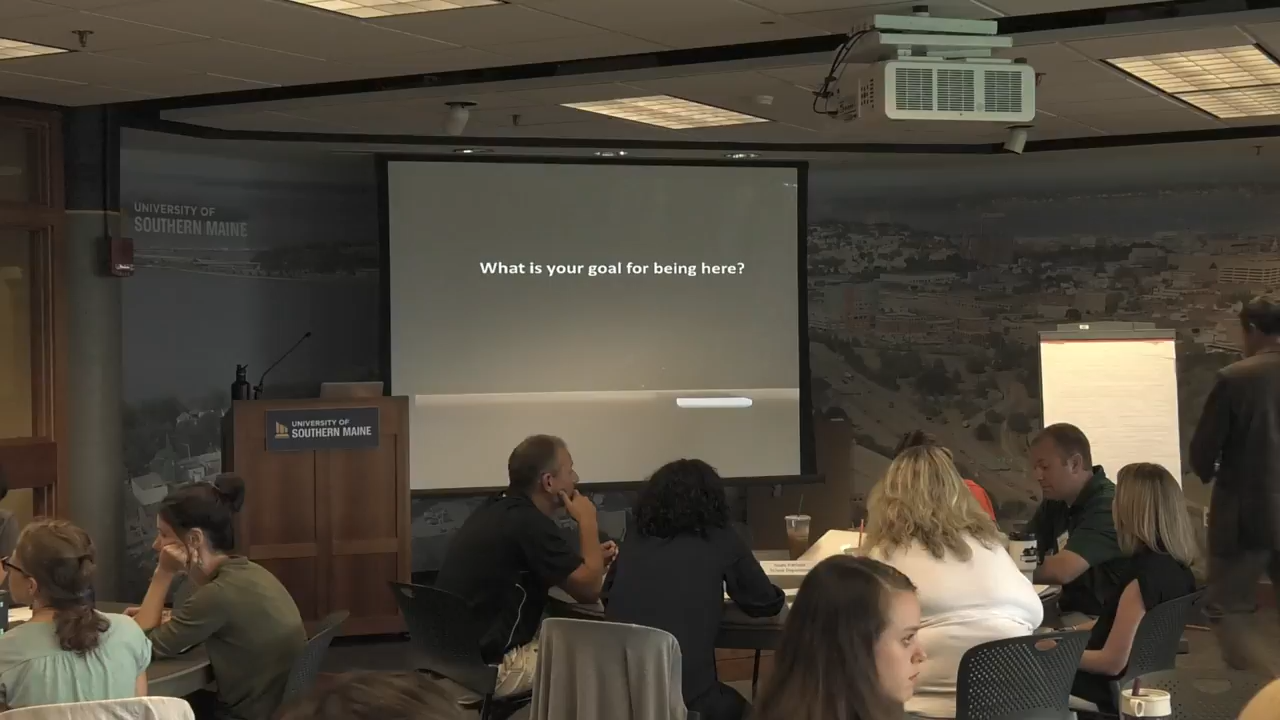 UNIVERSITY OF
SOUTHERN MAINE
What is your goal for being here?
UNIVERSITY OF
SOUTHERN MAINE